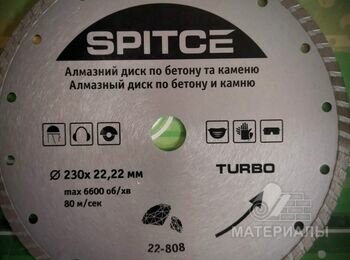 SPITCE
Алмазний диск по бетону та каменю
Алмазный диск по бетону и камню
Ø 230x 22,22 мм
TURBO
max 6600 об/хв
80 м/сек
22-808
МАТЕРИАЛЫ